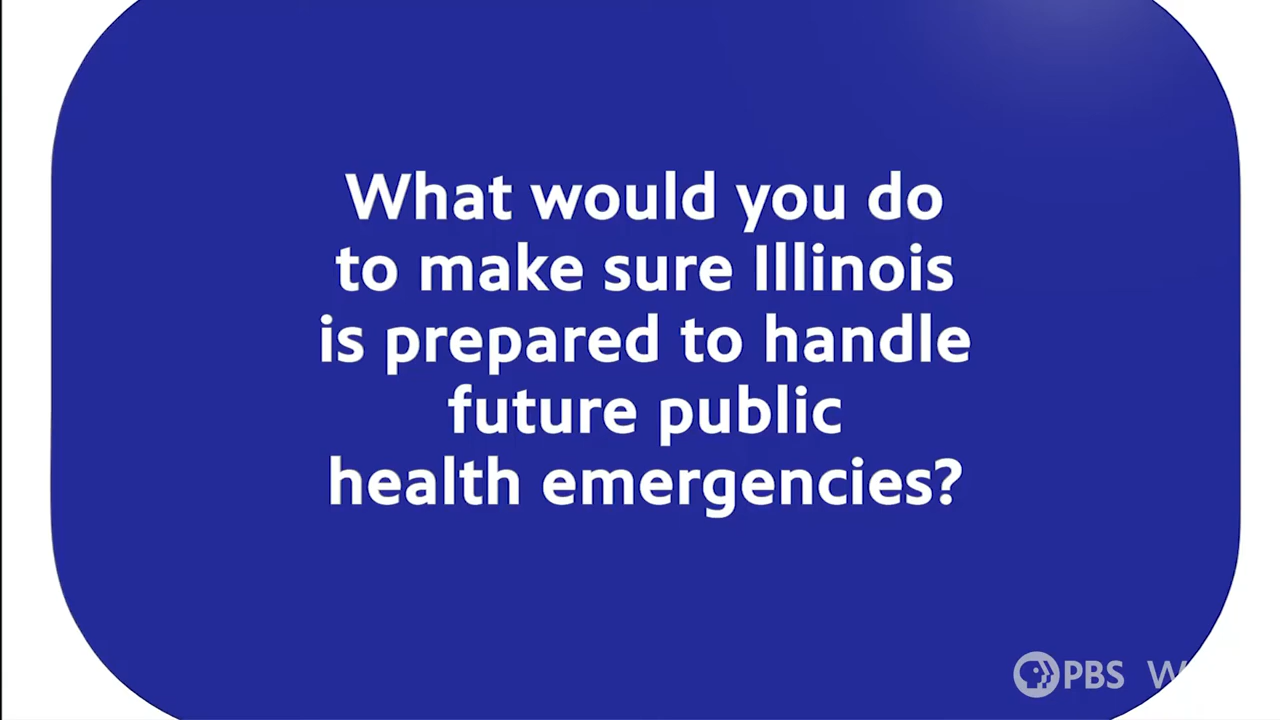 What would you do
to make sure Illinois
is prepared to handle
future public
health emergencies?
PBS W